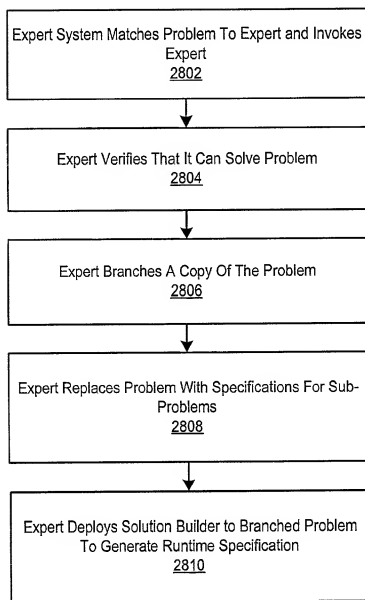 Expert System Matches Problem To Expert and Invokes
Expert
2802
Expert Verifies That It Can Solve Problem
2804
Expert Branches A Copy Of The Problem
2806
Expert Replaces Problem With Specifications For Sub-
Problems
2808
Expert Deploys Solution Builder to Branched Problem
To Generate Runtime Specification
2810